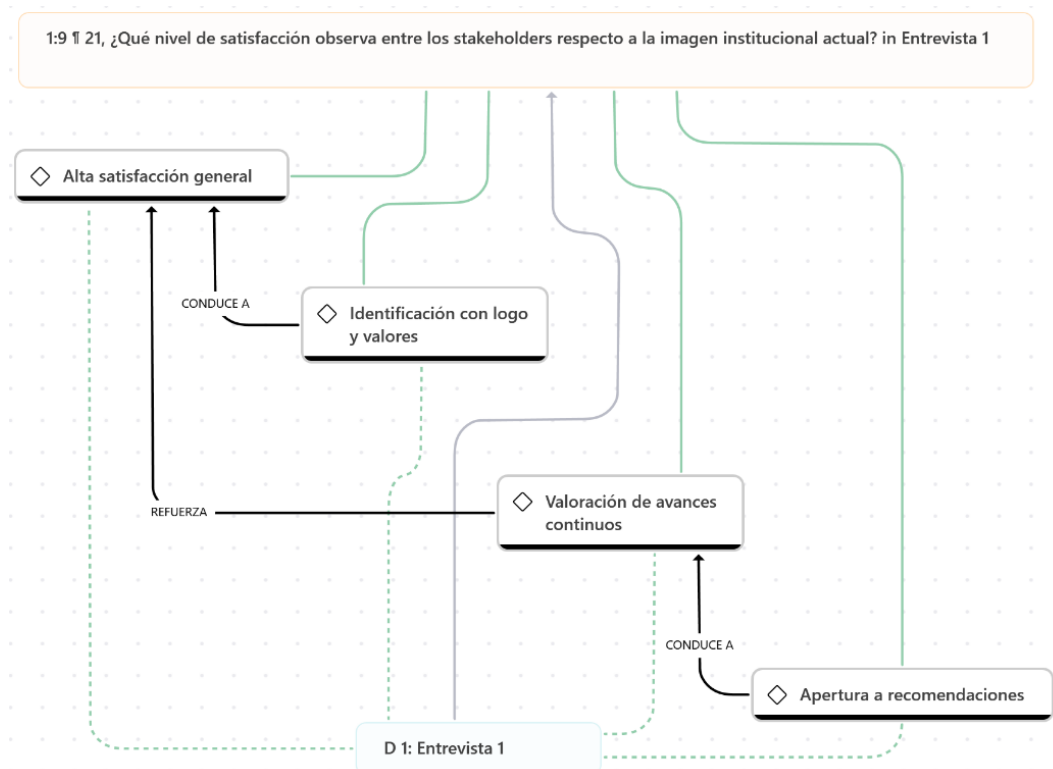 1:9 ¶ 21, ¿Qué nivel de satisfacción observa entre los stakeholders respecto a la imagen institucional actual? in Entrevista 1
Alta satisfacción general
CONDUCE A
Identificación con logo
y valores
Valoración de avances
continuos
REFUERZA
CONDUCE A
Apertura a recomendaciones
D 1: Entrevista 1